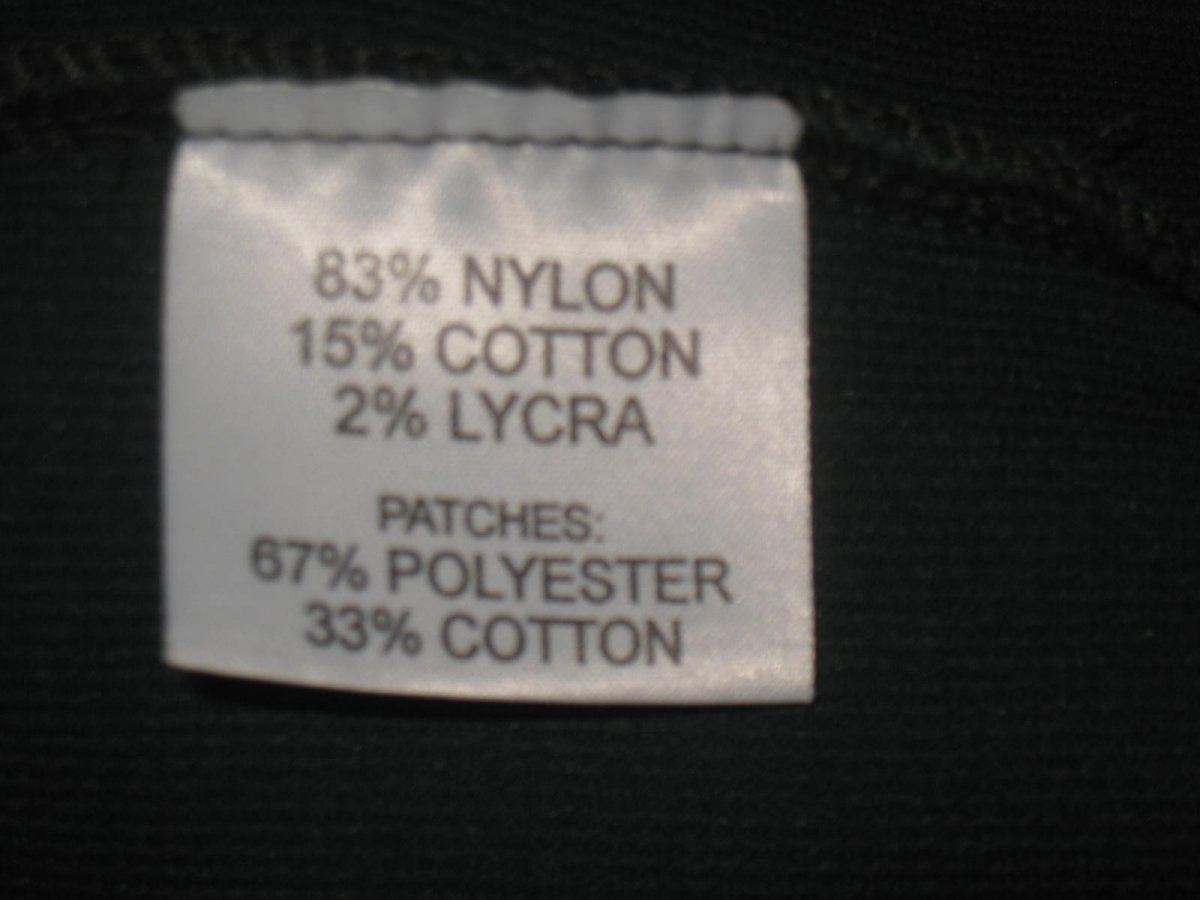 83% NYLON
15% COTTON
2% LYCRA
PATCHES:
67% POLYESTER
33% COTTON